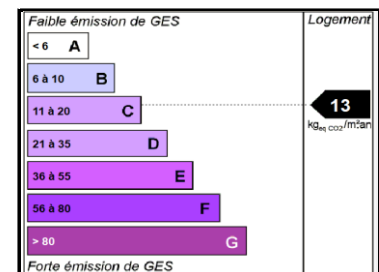 Faible émission de GES
Logement
< 6 A
6 à 10 B
11 à 20 C
13
kgeq CO2/m².an
21 à 35 D
36 à 55 E
56 à 80 F
> 80 G
Forte émission de GES